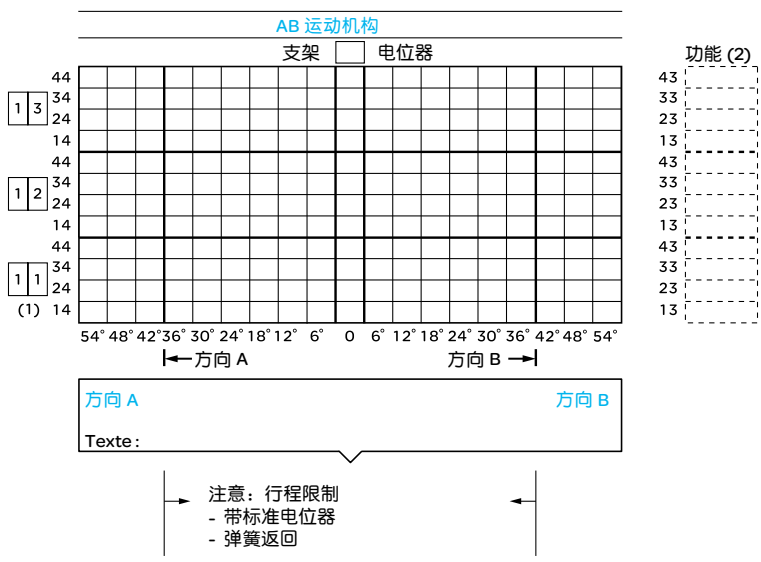 AB 运动机构
支架 电位器 功能 (2)
44 43
1 3 34 33
24 23
14 13
44 43
1 2 34 33
24 23
14 13
44 43
1 1 34 33
24 23
(1) 14 13
54° 48° 42° 36° 30° 24° 18° 12° 6° 0 6° 12° 18° 24° 30° 36° 42° 48° 54°
方向 A 方向 B
方向 A 方向 B
Texte :
注意：行程限制
- 带标准电位器
- 弹簧返回